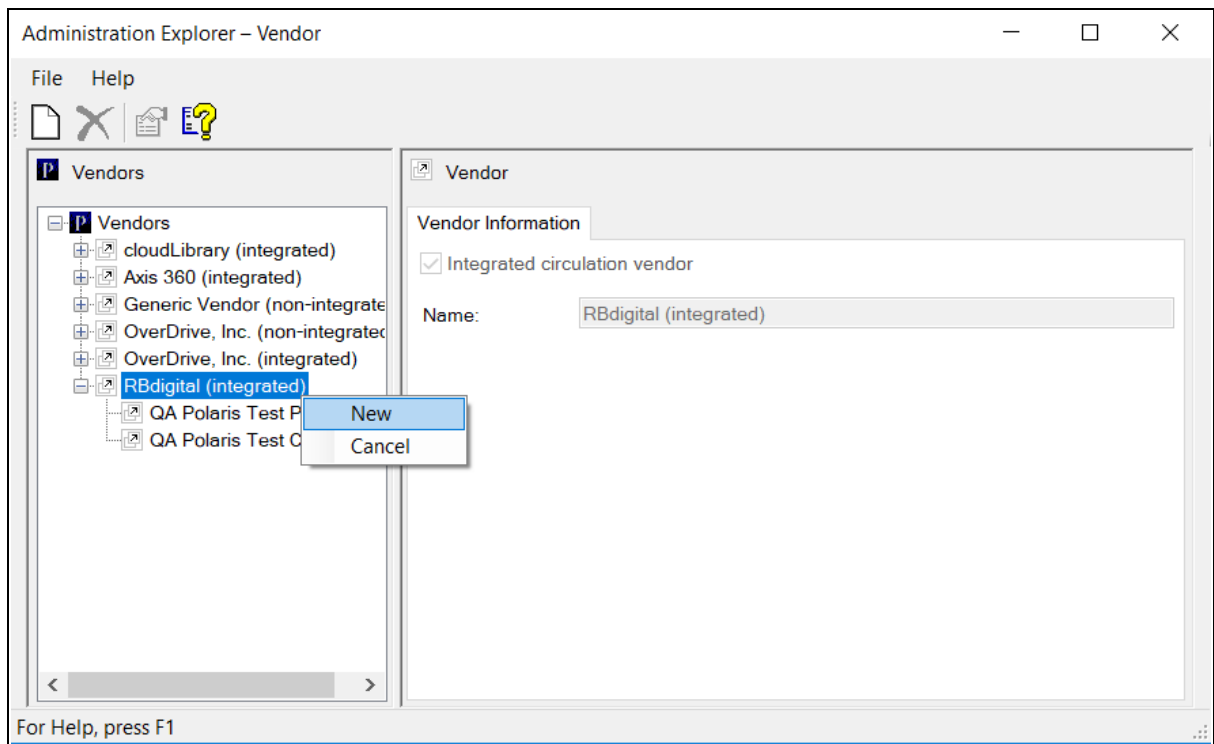 Administration Explorer – Vendor
File Help
Vendors
Vendor
Vendors
cloudLibrary (integrated)
Axis 360 (integrated)
Generic Vendor (non-integrate
OverDrive, Inc. (non-integrated
OverDrive, Inc. (integrated)
RBdigital (integrated)
QA Polaris Test P
QA Polaris Test C
New
Cancel
Vendor Information
Integrated circulation vendor
Name: RBdigital (integrated)
For Help, press F1